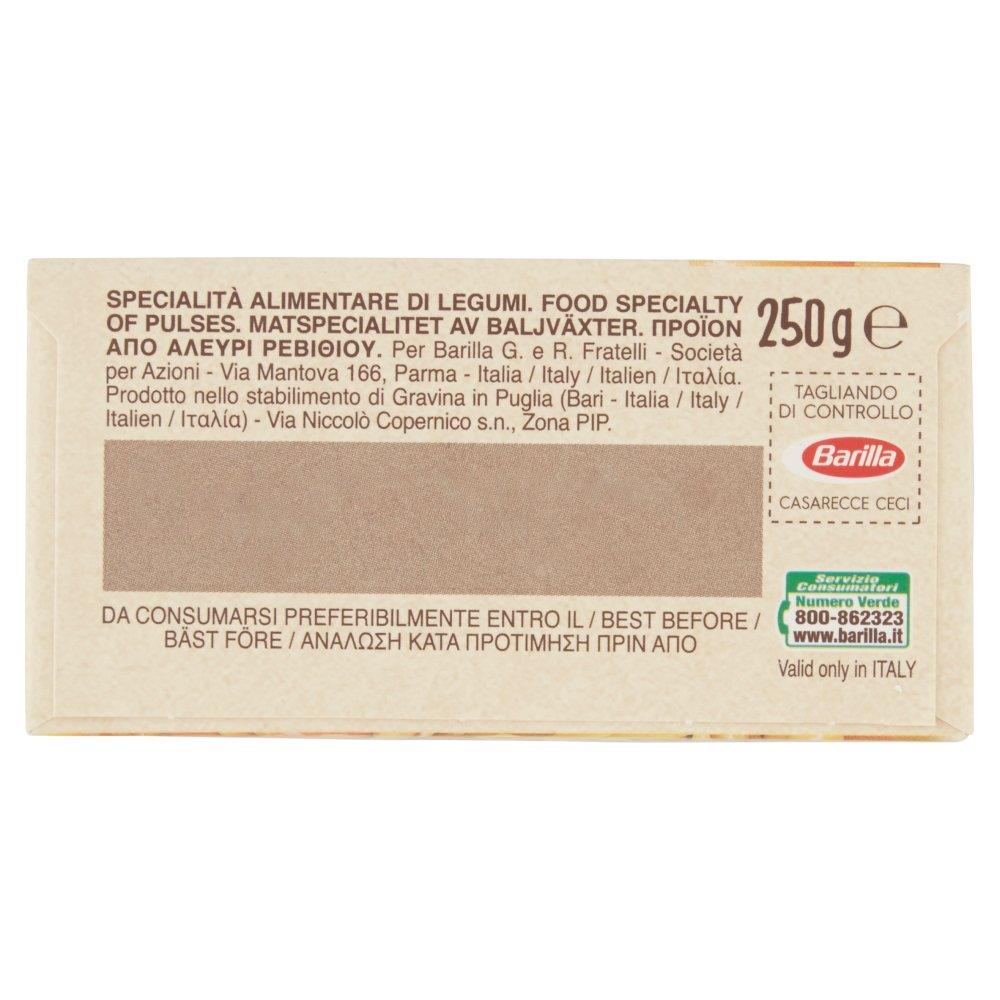 SPECIALITÀ ALIMENTARE DI LEGUMI. FOOD SPECIALTY
OF PULSES. MATSPECIALITET AV BALJVÄXTER. ΠΡΟΪΟΝ
ΑΠΟ ΑΛΕΥΡΙ ΡΕΒΙΘΙΟΥ. Per Barilla G. e R. Fratelli - Società
per Azioni - Via Mantova 166, Parma - Italia / Italy / Italien / Ιταλία.
Prodotto nello stabilimento di Gravina in Puglia (Bari - Italia / Italy /
Italien / Ιταλία) - Via Niccolò Copernico s.n., Zona PIP.
250g ℮
TAGLIANDO
DI CONTROLLO
Barilla
CASARECCE CECI
DA CONSUMARSI PREFERIBILMENTE ENTRO IL / BEST BEFORE /
BÄST FÖRE / ΑΝΑΛΩΣΗ ΚΑΤΑ ΠΡΟΤΙΜΗΣΗ ΠΡΙΝ ΑΠΟ
Servizio
Consumatori
Numero Verde
800-862323
www.barilla.it
Valid only in ITALY